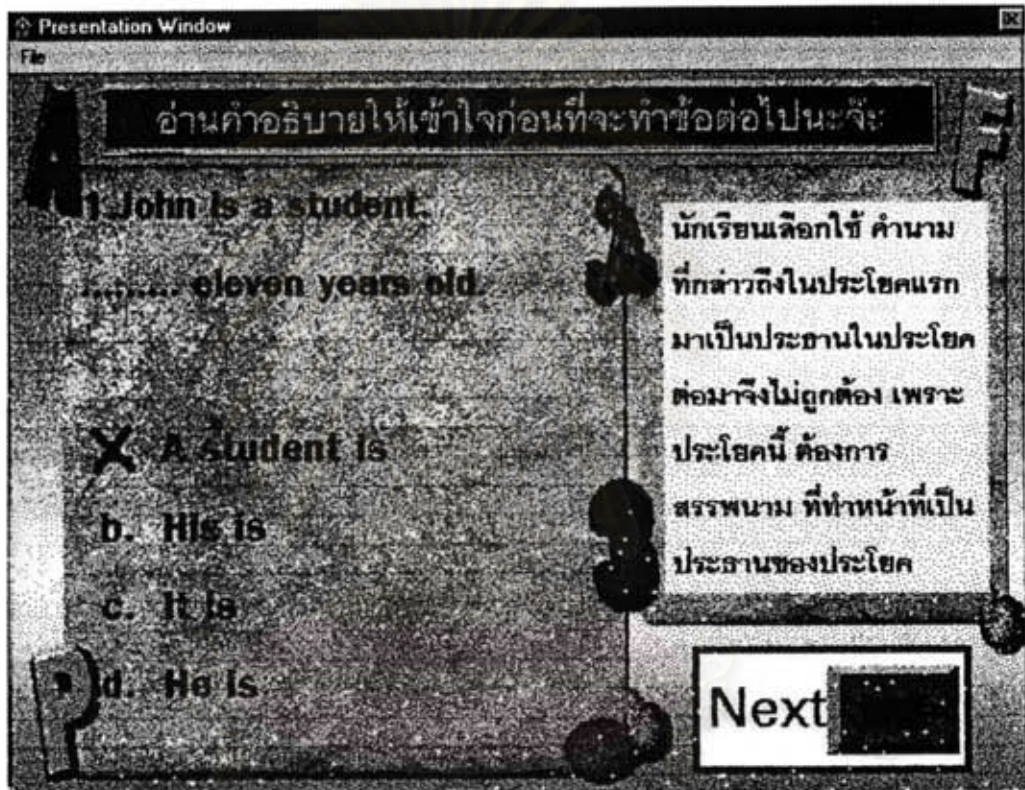 Presentation Window
File
อ่านคำอธิบายให้เข้าใจก่อนที่จะทำข้อต่อไปนะจ๊ะ
1.John is a student.
......... eleven years old.
X A student is
b. His is
c. It is
d. He is
นักเรียนเลือกใช้ คำนาม
ที่กล่าวถึงในประโยคแรก
มาเป็นประธานในประโยค
ต่อมาจึงไม่ถูกต้อง เพราะ
ประโยคนี้ ต้องการ
สรรพนาม ที่ทำหน้าที่เป็น
ประธานของประโยค
Next